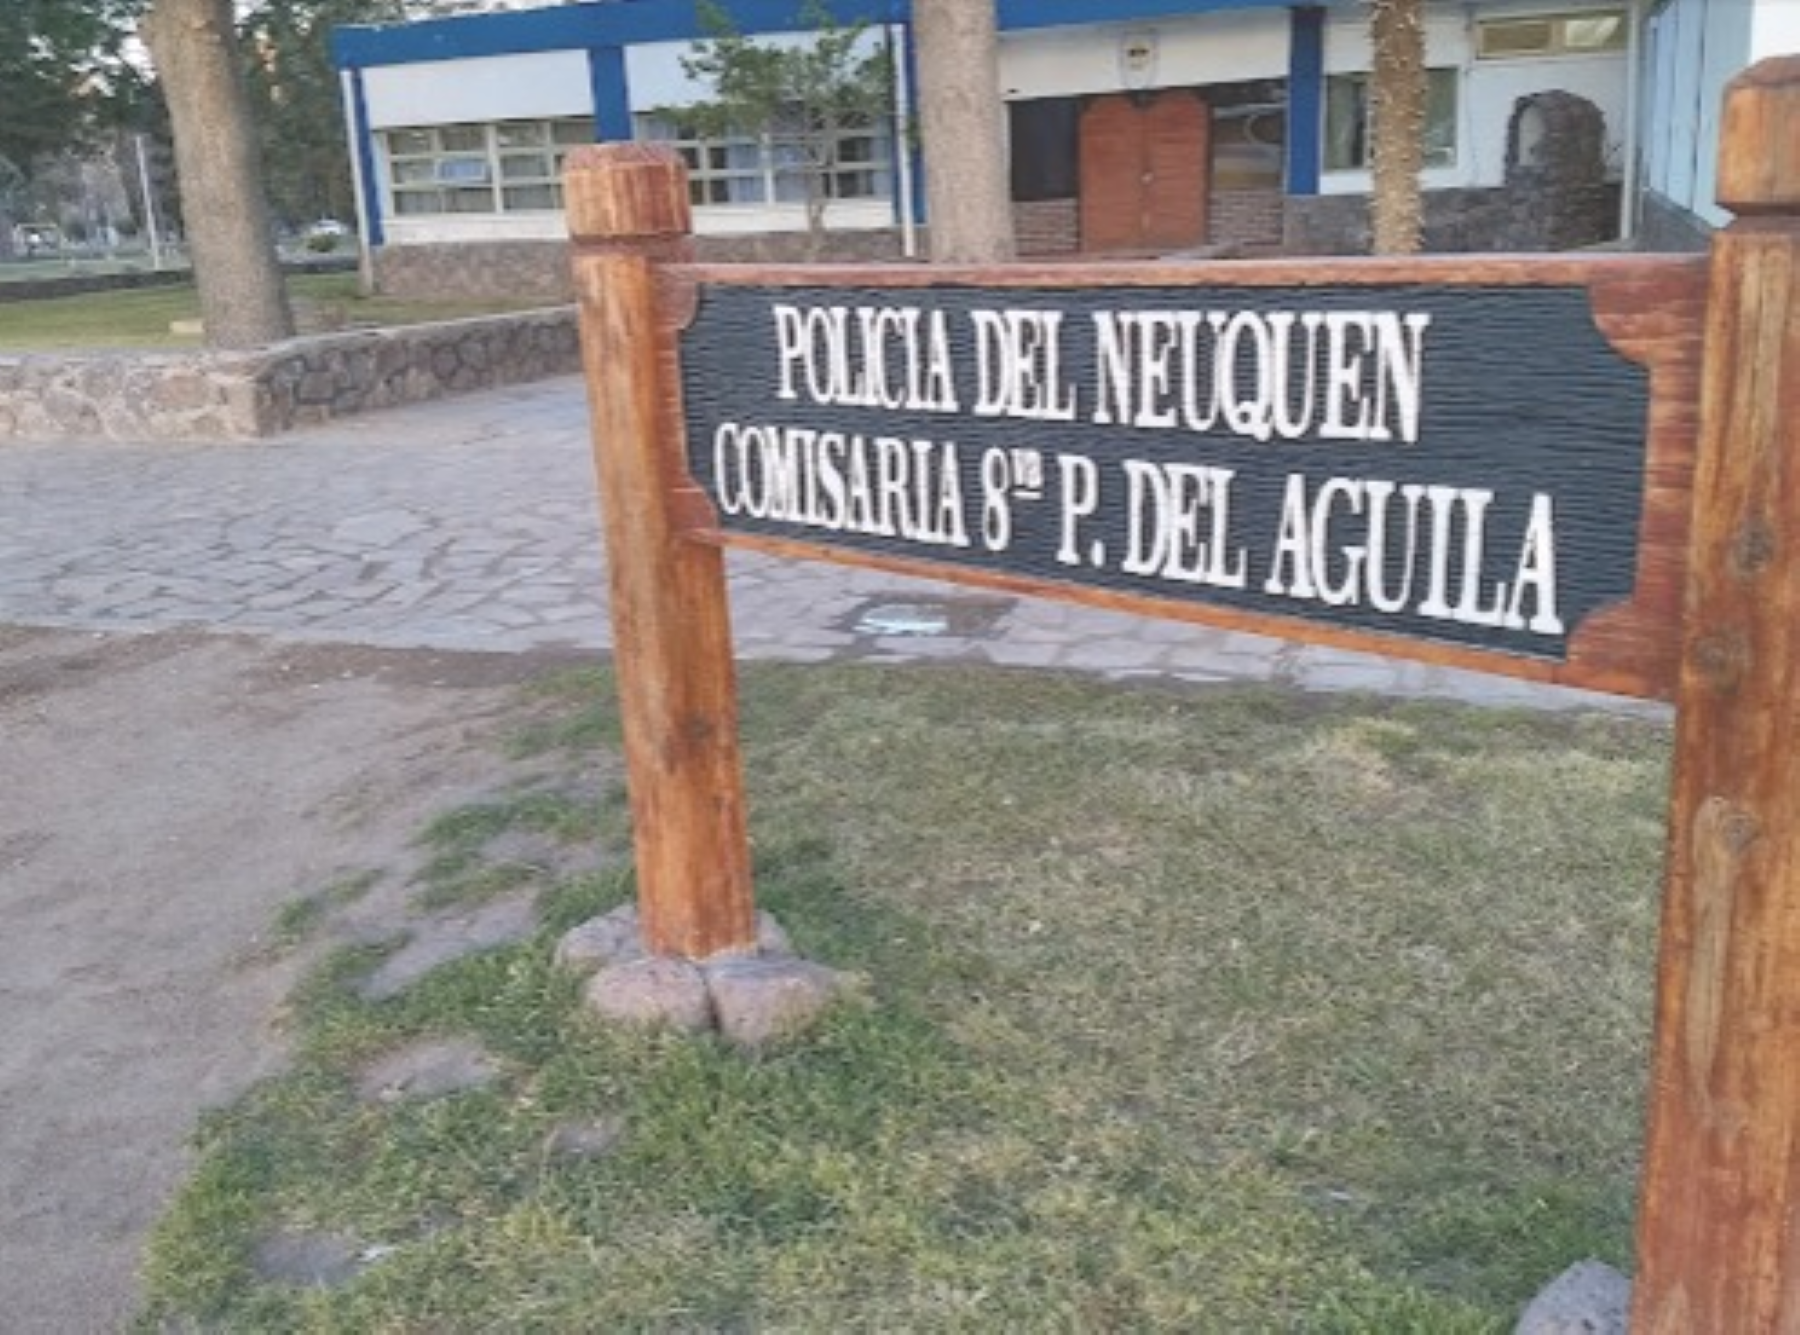 POLICIA DEL NEUQUEN
COMISARIA 8ᵛᴬ P. DEL AGUILA